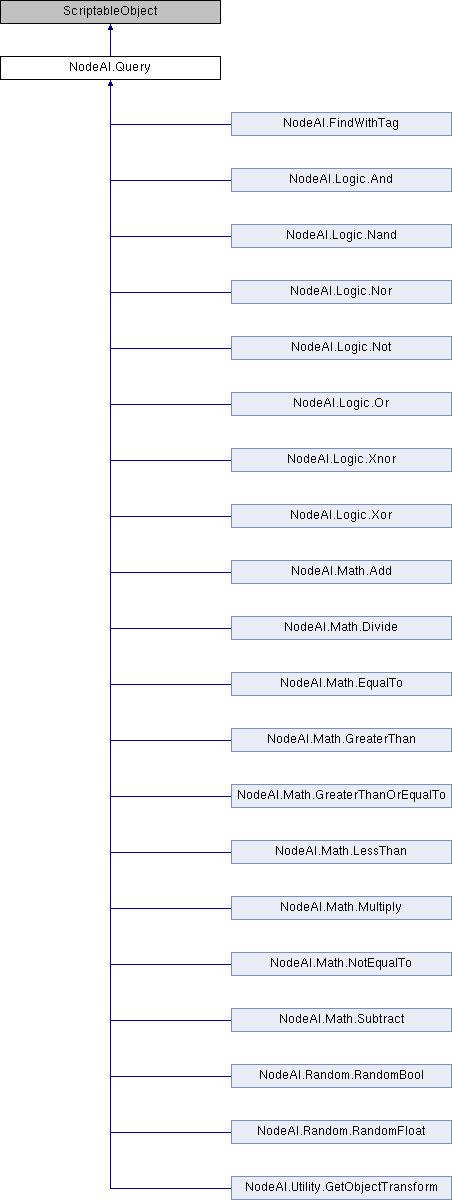 ScriptableObject
NodeAI.Query
NodeAI.FindWithTag
NodeAI.Logic.And
NodeAI.Logic.Nand
NodeAI.Logic.Nor
NodeAI.Logic.Not
NodeAI.Logic.Or
NodeAI.Logic.Xnor
NodeAI.Logic.Xor
NodeAI.Math.Add
NodeAI.Math.Divide
NodeAI.Math.EqualTo
NodeAI.Math.GreaterThan
NodeAI.Math.GreaterThanOrEqualTo
NodeAI.Math.LessThan
NodeAI.Math.Multiply
NodeAI.Math.NotEqualTo
NodeAI.Math.Subtract
NodeAI.Random.RandomBool
NodeAI.Random.RandomFloat
NodeAI.Utility.GetObjectTransform